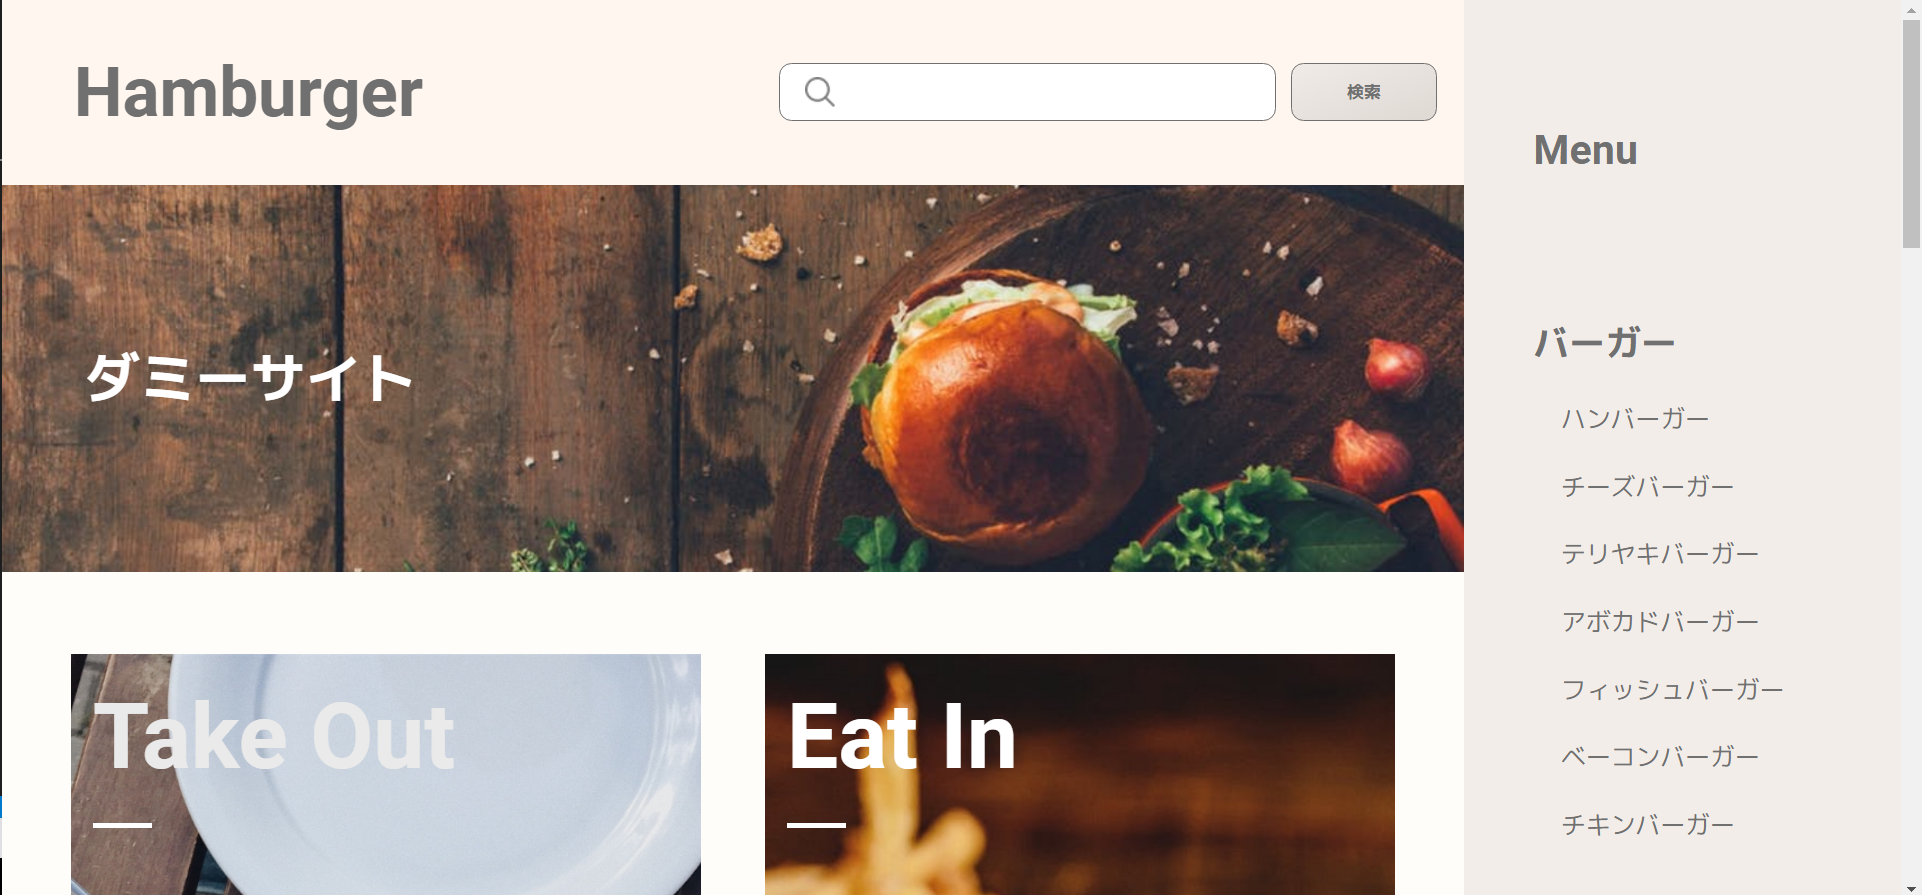 Hamburger
検索
ダミーサイト
Take Out
Eat In
Menu
バーガー
ハンバーガー
チーズバーガー
テリヤキバーガー
アボカドバーガー
フィッシュバーガー
ベーコンバーガー
チキンバーガー